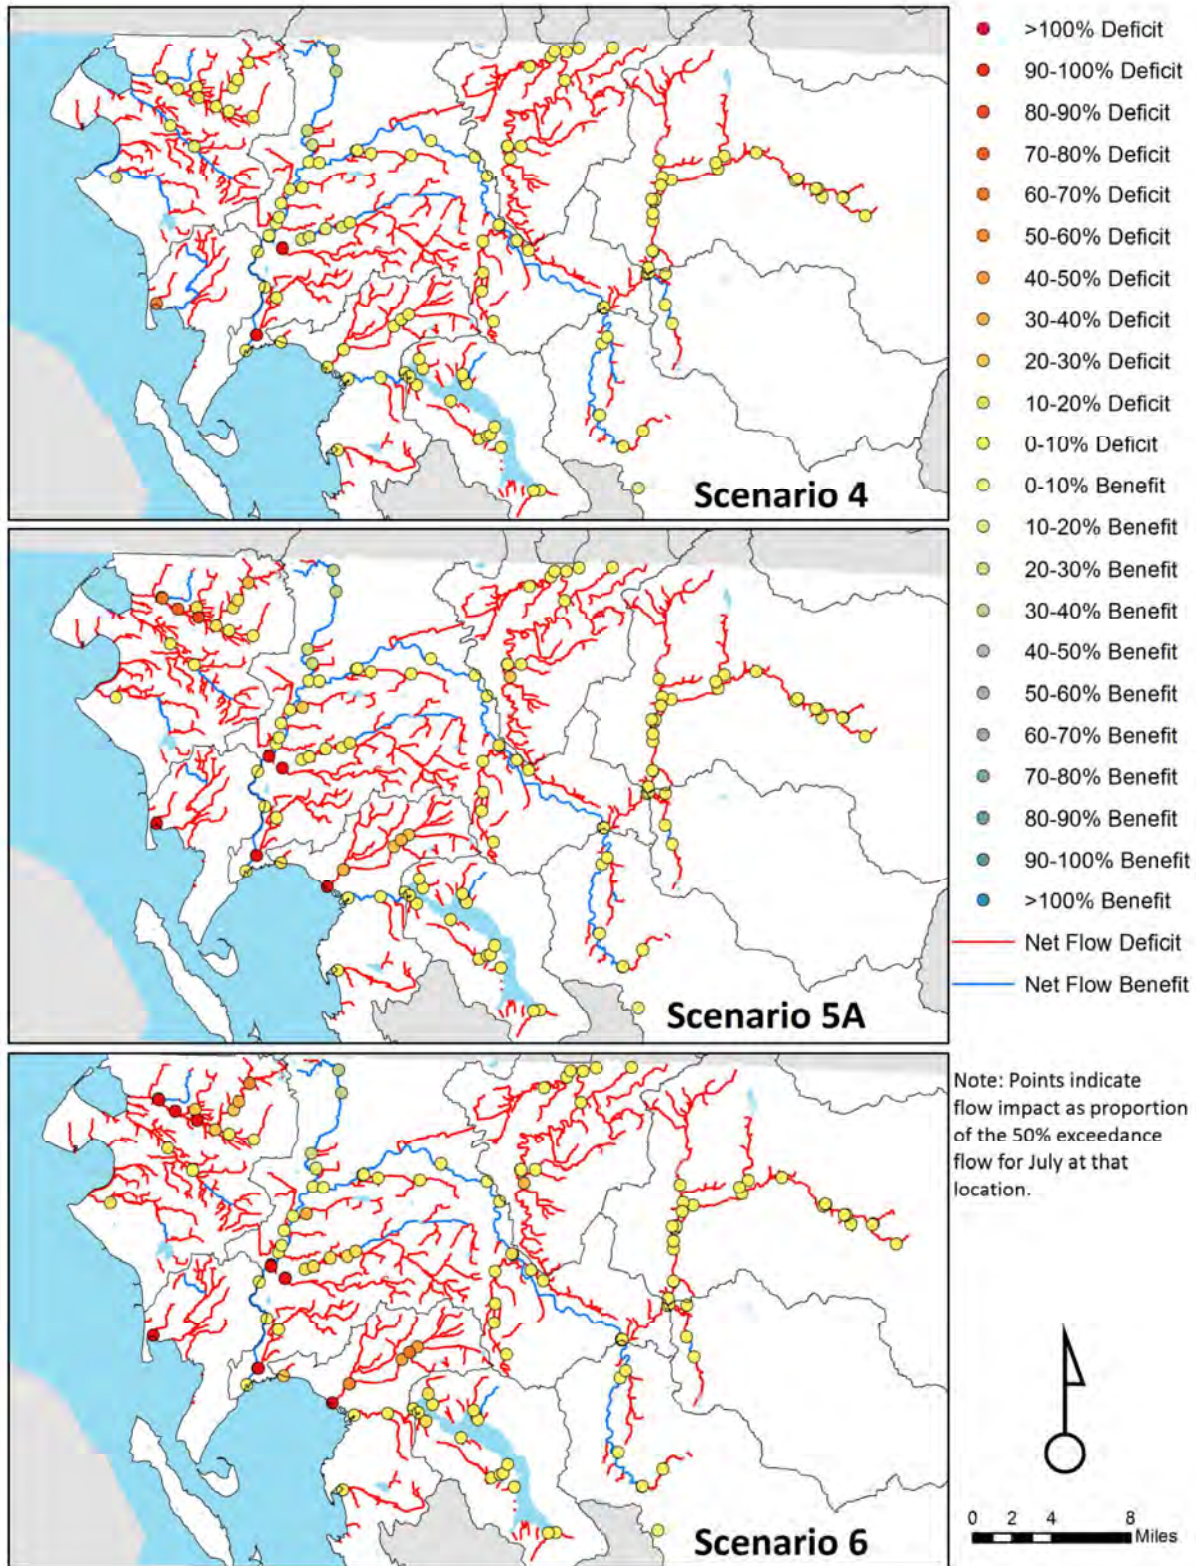 >100% Deficit
90-100% Deficit
80-90% Deficit
70-80% Deficit
60-70% Deficit
50-60% Deficit
40-50% Deficit
30-40% Deficit
20-30% Deficit
10-20% Deficit
0-10% Deficit
0-10% Benefit
10-20% Benefit
20-30% Benefit
30-40% Benefit
40-50% Benefit
50-60% Benefit
60-70% Benefit
70-80% Benefit
80-90% Benefit
90-100% Benefit
>100% Benefit
Net Flow Deficit
Net Flow Benefit
Scenario 4
Scenario 5A
Scenario 6
Note: Points indicate
flow impact as proportion
of the 50% exceedance
flow for July at that
location.
0 2 4 8
Miles